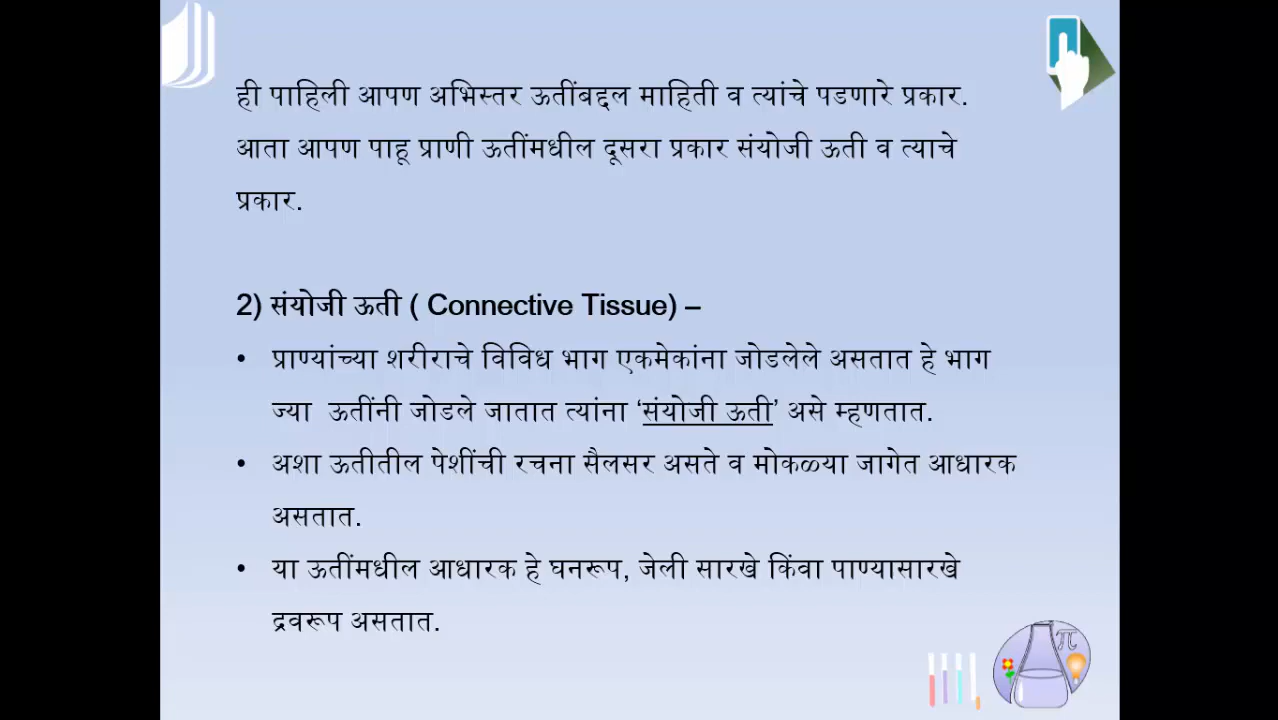 ही पाहिली आपण अभिस्तर ऊतींबद्दल माहिती व त्यांचे पडणारे प्रकार.
आता आपण पाहू प्राणी ऊतींमधील दूसरा प्रकार संयोजी ऊती व त्याचे
प्रकार.
2) संयोजी ऊती ( Connective Tissue) –
• प्राण्यांच्या शरीराचे विविध भाग एकमेकांना जोडलेले असतात हे भाग
ज्या ऊतींनी जोडले जातात त्यांना ‘संयोजी ऊती’ असे म्हणतात.
• अशा ऊतीतील पेशींची रचना सैलसर असते व मोकळ्या जागेत आधारक
असतात.
• या ऊतींमधील आधारक हे घनरूप, जेली सारखे किंवा पाण्यासारखे
द्रवरूप असतात.
π